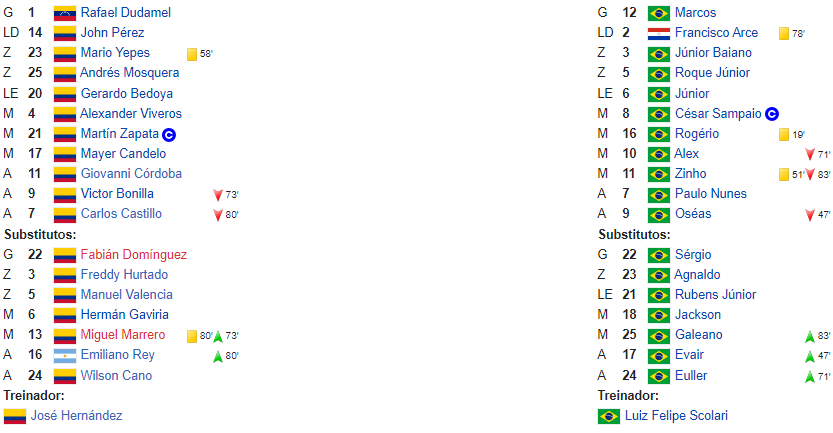 G 1 Rafael Dudamel
LD 14 John Pérez
Z 23 Mario Yepes 58'
Z 25 Andrés Mosquera
LE 20 Gerardo Bedoya
M 4 Alexander Viveros
M 21 Martín Zapata C
M 17 Mayer Candelo
A 11 Giovanni Córdoba
A 9 Victor Bonilla 73'
A 7 Carlos Castillo 80'
Substitutos:
G 22 Fabián Domínguez
Z 3 Freddy Hurtado
Z 5 Manuel Valencia
M 6 Hermán Gaviria
M 13 Miguel Marrero 80' 73'
A 16 Emiliano Rey 80'
A 24 Wilson Cano
Treinador:
José Hernández
G 12 Marcos
LD 2 Francisco Arce 78'
Z 3 Júnior Baiano
Z 5 Roque Júnior
LE 6 Júnior
M 8 César Sampaio C
M 16 Rogério 19'
M 10 Alex 71'
M 11 Zinho 51' 83'
A 7 Paulo Nunes
A 9 Oséas 47'
Substitutos:
G 22 Sérgio
Z 23 Agnaldo
LE 21 Rubens Júnior
M 18 Jackson
M 25 Galeano 83'
A 17 Evair 47'
A 24 Euller 71'
Treinador:
Luiz Felipe Scolari